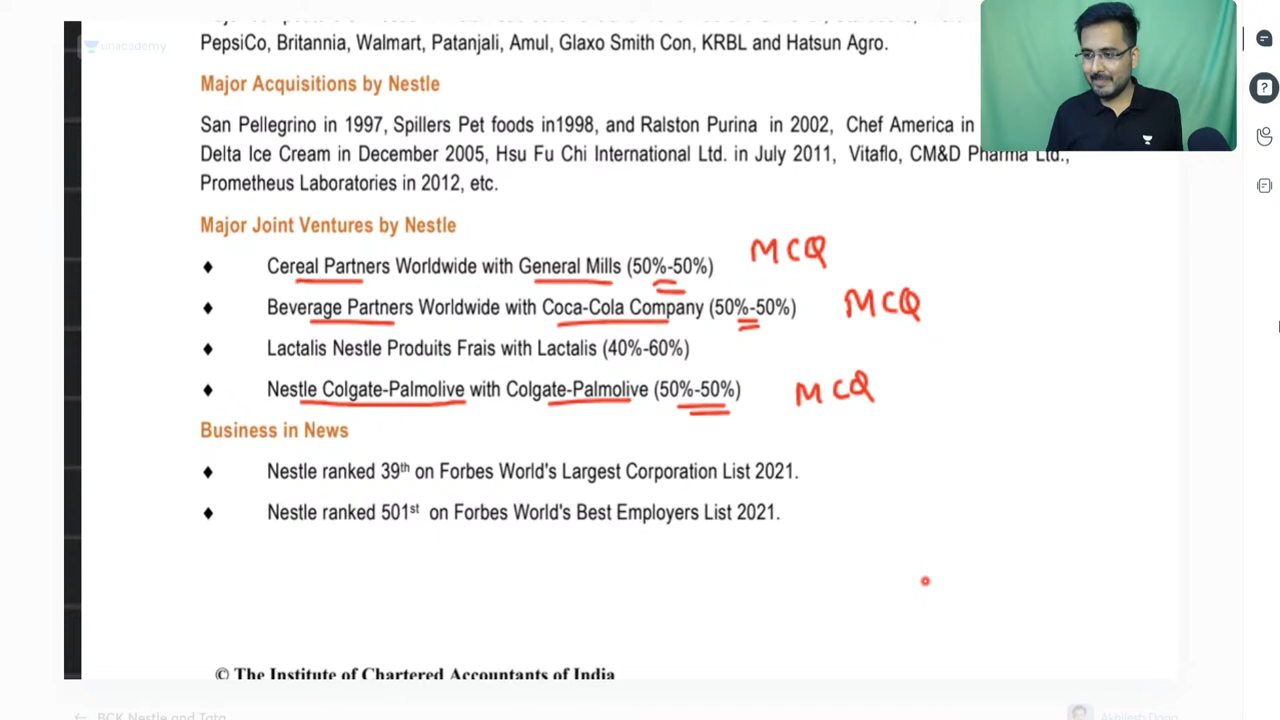 unacademy
PepsiCo, Britannia, Walmart, Patanjali, Amul, Glaxo Smith Con, KRBL and Hatsun Agro.
Major Acquisitions by Nestle
San Pellegrino in 1997, Spillers Pet foods in1998, and Ralston Purina in 2002, Chef America in
Delta Ice Cream in December 2005, Hsu Fu Chi International Ltd. in July 2011, Vitaflo, CM&D Pharma Ltd.,
Prometheus Laboratories in 2012, etc.
Major Joint Ventures by Nestle
♦ Cereal Partners Worldwide with General Mills (50%-50%) MCQ
♦ Beverage Partners Worldwide with Coca-Cola Company (50%-50%) MCQ
♦ Lactalis Nestle Produits Frais with Lactalis (40%-60%)
♦ Nestle Colgate-Palmolive with Colgate-Palmolive (50%-50%) MCQ
Business in News
♦ Nestle ranked 39th on Forbes World's Largest Corporation List 2021.
♦ Nestle ranked 501st on Forbes World's Best Employers List 2021.
© The Institute of Chartered Accountants of India
BCK Nestle and Tata